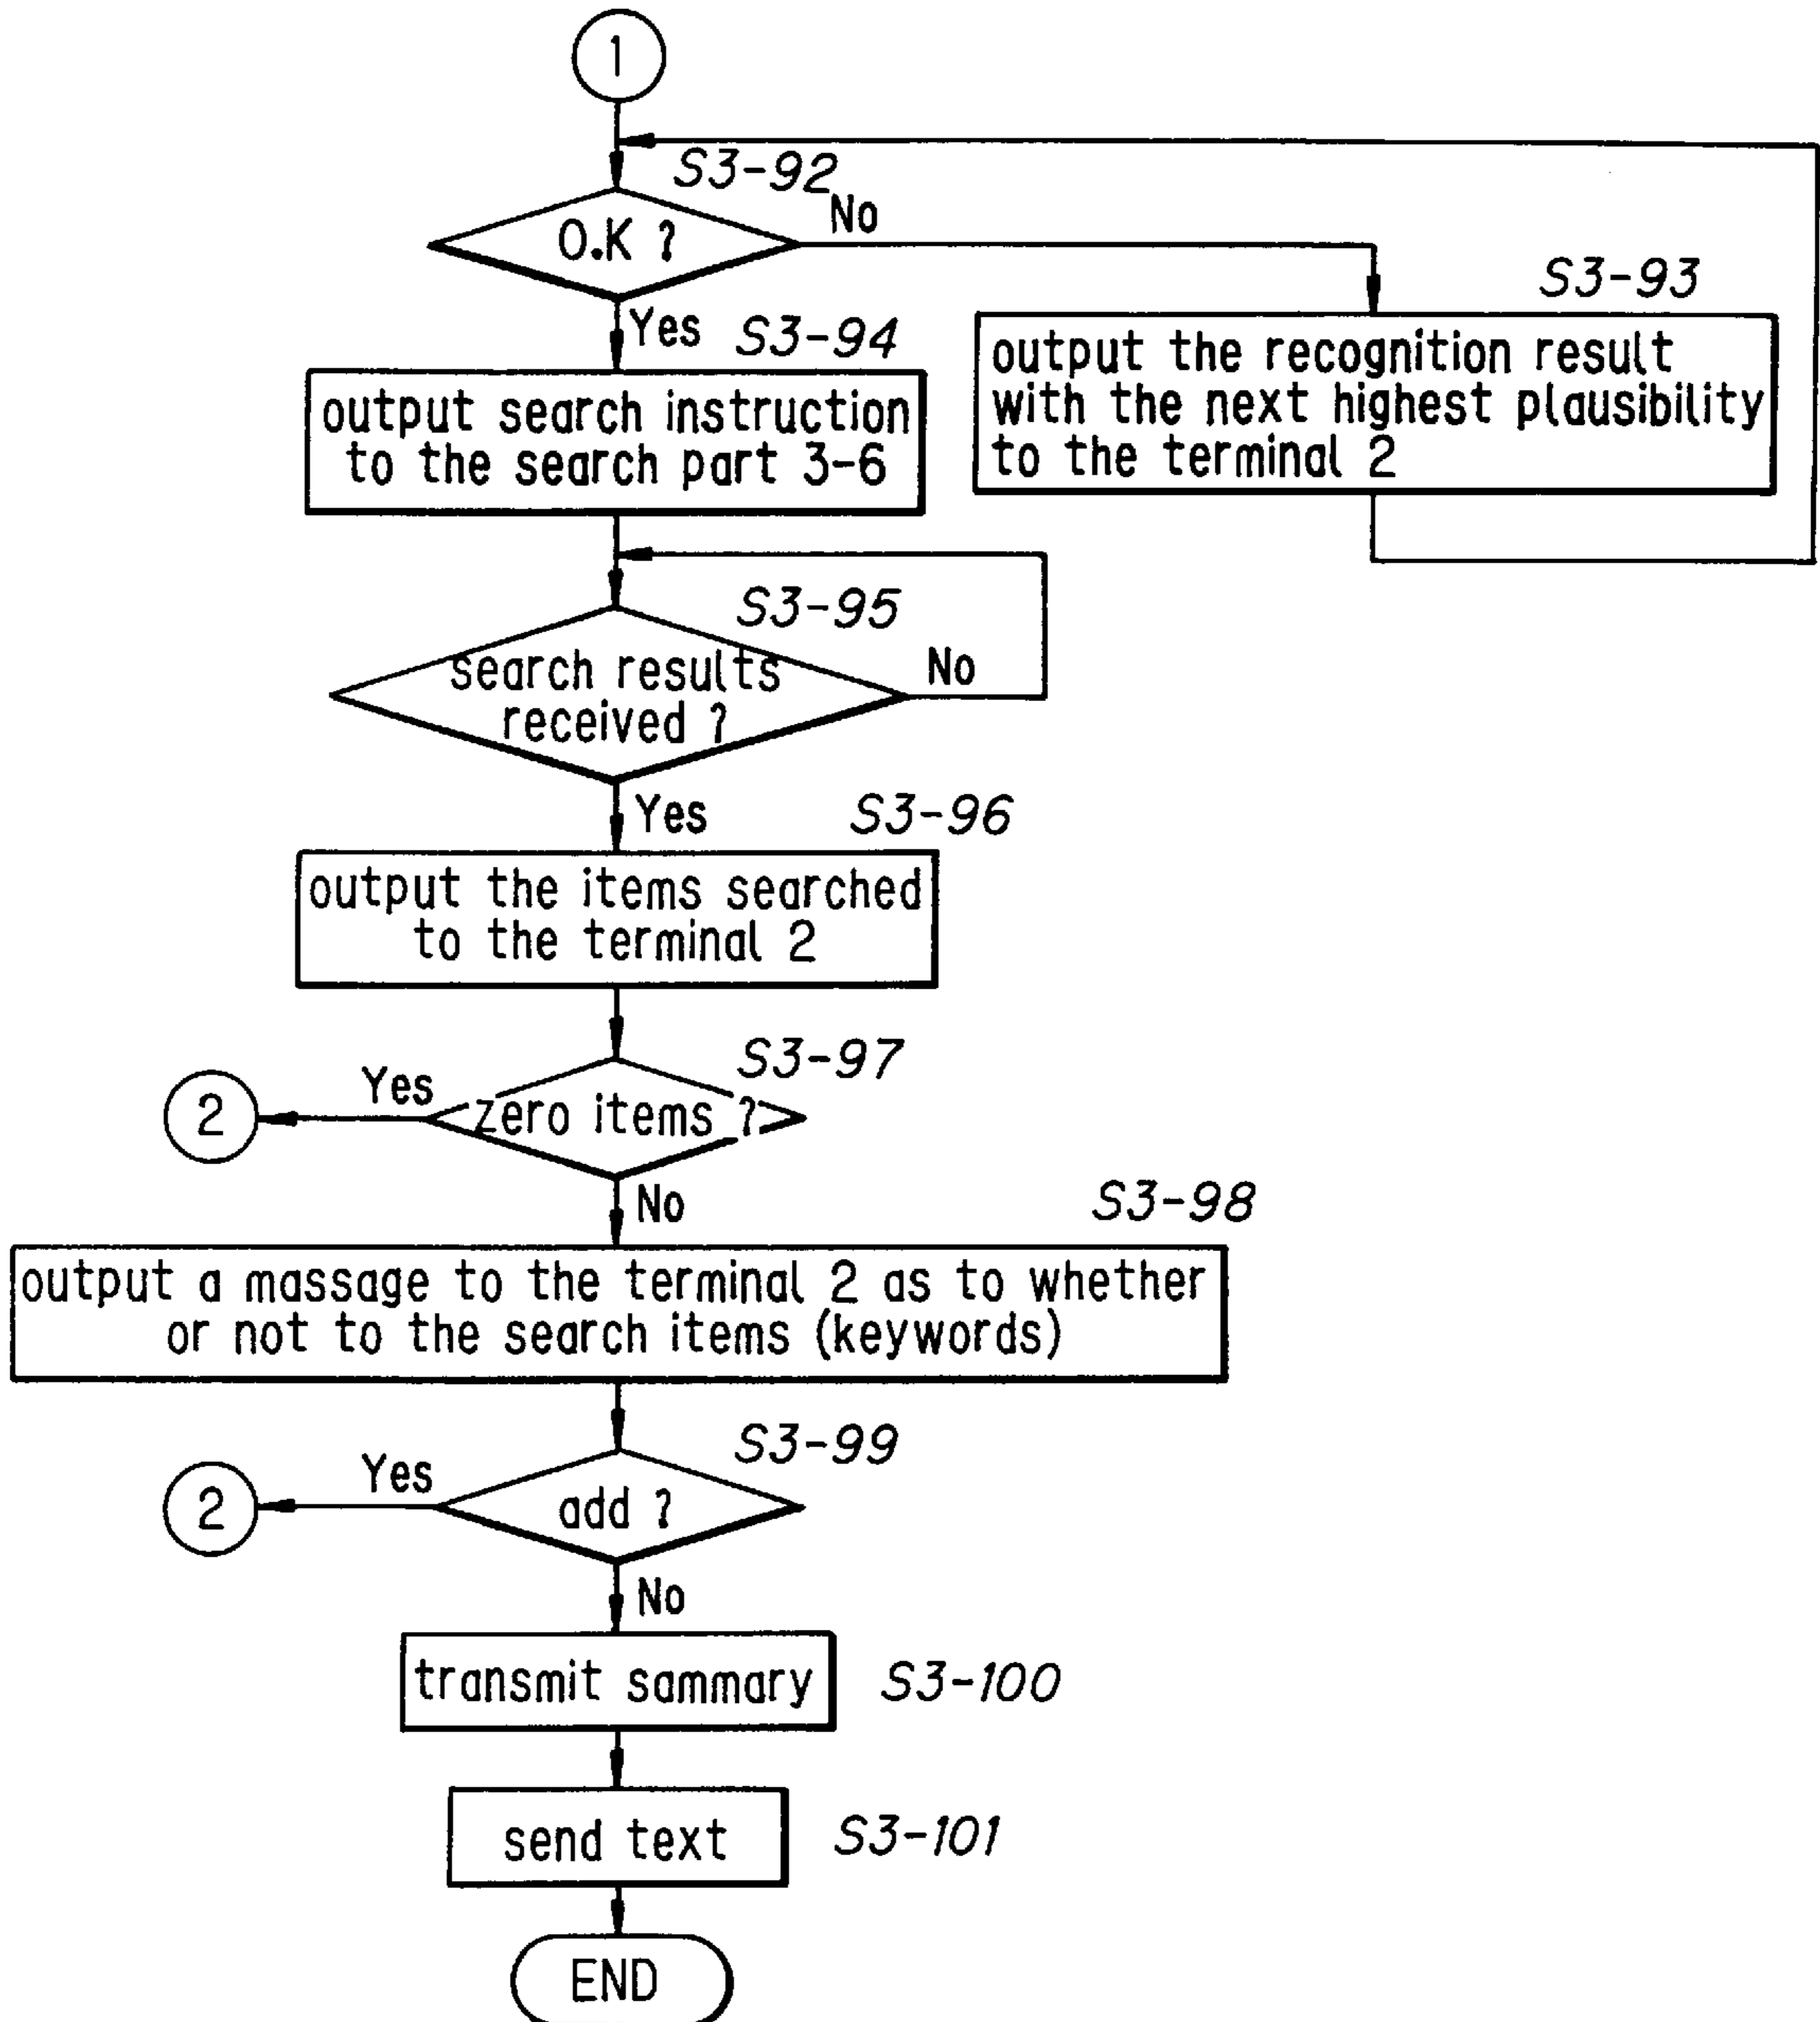 1
S3-92
O.K ?
No
S3-93
Yes
S3-94
output the recognition result
with the next highest plausibility
to the terminal 2
output search instruction
to the search part 3-6
S3-95
search results
received ?
No
Yes
S3-96
output the items searched
to the terminal 2
S3-97
Yes
2
zero items ?
No
S3-98
output a massage to the terminal 2 as to whether
or not to the search items (keywords)
S3-99
Yes
2
add ?
No
transmit sammary
S3-100
send text
S3-101
END